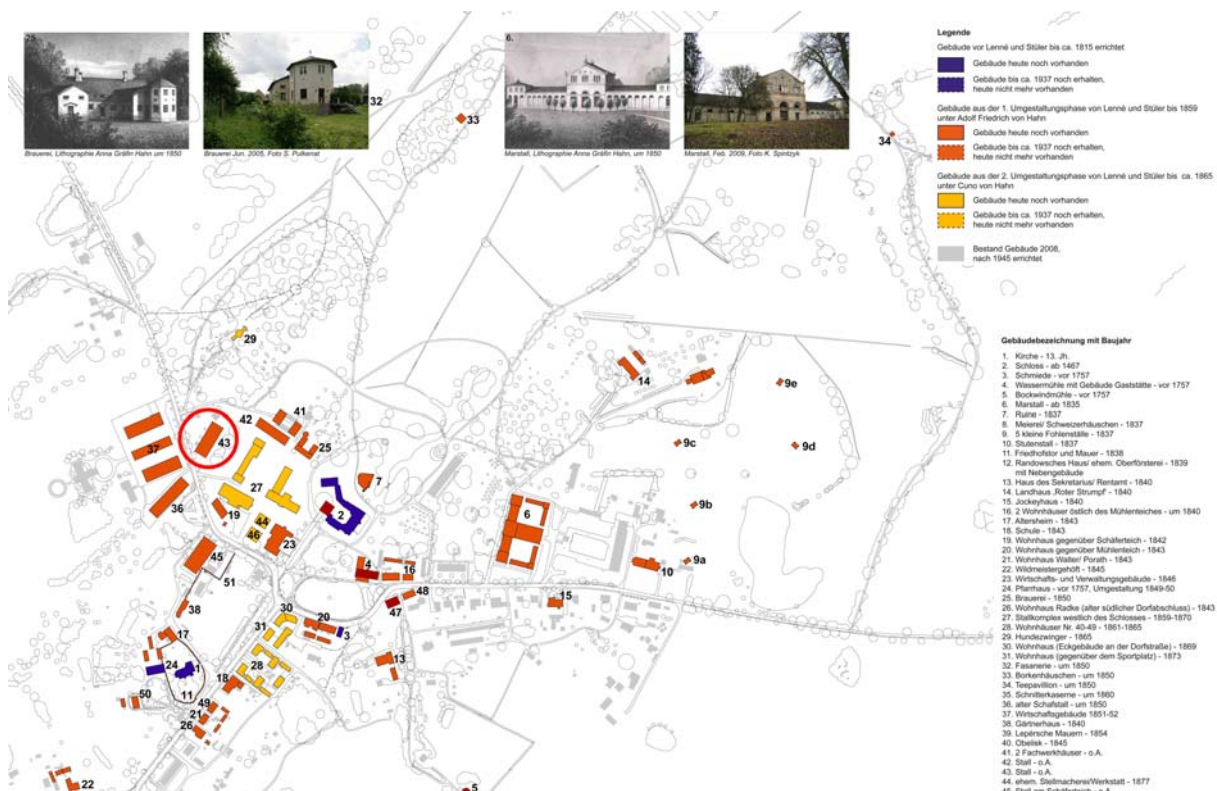 25.
Brauerei, Lithographie Anna Gräfin Hahn um 1850
Brauerei Jun. 2005, Foto S. Pulkenat
6.
Marstall, Lithographie Anna Gräfin Hahn, um 1850
Marstall, Feb. 2009, Foto K. Spintzyk
Legende
Gebäude vor Lenné und Stüler bis ca. 1815 errichtet
Gebäude heute noch vorhanden
Gebäude bis ca. 1937 noch erhalten,
heute nicht mehr vorhanden
Gebäude aus der 1. Umgestaltungsphase von Lenné und Stüler bis 1859
unter Adolf Friedrich von Hahn
Gebäude heute noch vorhanden
Gebäude bis ca. 1937 noch erhalten,
heute nicht mehr vorhanden
Gebäude aus der 2. Umgestaltungsphase von Lenné und Stüler bis ca. 1865
unter Cuno von Hahn
Gebäude heute noch vorhanden
Gebäude bis ca. 1937 noch erhalten,
heute nicht mehr vorhanden
Bestand Gebäude 2008,
nach 1945 errichtet
32
33
34
29
14
9e
41
42
43
25
9c
9d
37
7
27
9b
36
2
6
19
44
46
23
45
4
16
10
9a
51
48
47
15
38
30
20
3
31
17
13
24
1
28
18
11
50
49
21
26
22
5
Gebäudebezeichnung mit Baujahr
1. Kirche - 13. Jh.
2. Schloss - ab 1467
3. Schmiede - vor 1757
4. Wassermühle mit Gebäude Gaststätte - vor 1757
5. Bockwindmühle - vor 1757
6. Marstall - ab 1835
7. Ruine - 1837
8. Meierei/ Schweizerhäuschen - 1837
9. 5 kleine Fohlenställe - 1837
10. Stutenstall - 1837
11. Friedhofstor und Mauer - 1838
12. Randowsches Haus/ ehem. Oberförsterei - 1839
mit Nebengebäude
13. Haus des Sekretarius/ Rentamt - 1840
14. Landhaus ‚Roter Strumpf' - 1840
15. Jockeyhaus - 1840
16. 2 Wohnhäuser östlich des Mühlenteiches - um 1840
17. Altersheim - 1843
18. Schule - 1843
19. Wohnhaus gegenüber Schäferteich - 1842
20. Wohnhaus gegenüber Mühlenteich - 1843
21. Wohnhaus Walter/ Porath - 1843
22. Wildmeistergehöft - 1845
23. Wirtschafts- und Verwaltungsgebäude - 1846
24. Pfarrhaus - vor 1757, Umgestaltung 1849-50
25. Brauerei - 1850
26. Wohnhaus Radke (alter südlicher Dorfabschluss) - 1843
27. Stallkomplex westlich des Schlosses - 1859-1870
28. Wohnhäuser Nr. 40-49 - 1861-1865
29. Hundezwinger - 1865
30. Wohnhaus (Eckgebäude an der Dorfstraße) - 1869
31. Wohnhaus (gegenüber dem Sportplatz) - 1873
32. Fasanerie - um 1850
33. Borkenhäuschen - um 1850
34. Teepavillion - um 1850
35. Schnitterkaserne - um 1860
36. alter Schafstall - um 1850
37. Wirtschaftsgebäude 1851-52
38. Gärtnerhaus - 1840
39. Lepèrsche Mauern - 1854
40. Obelisk - 1845
41. 2 Fachwerkhäuser - o.A.
42. Stall - o.A.
43. Stall - o.A.
44. ehem. Stellmacherei/Werkstatt - 1877
45. Stall am Schäferteich - o.A.